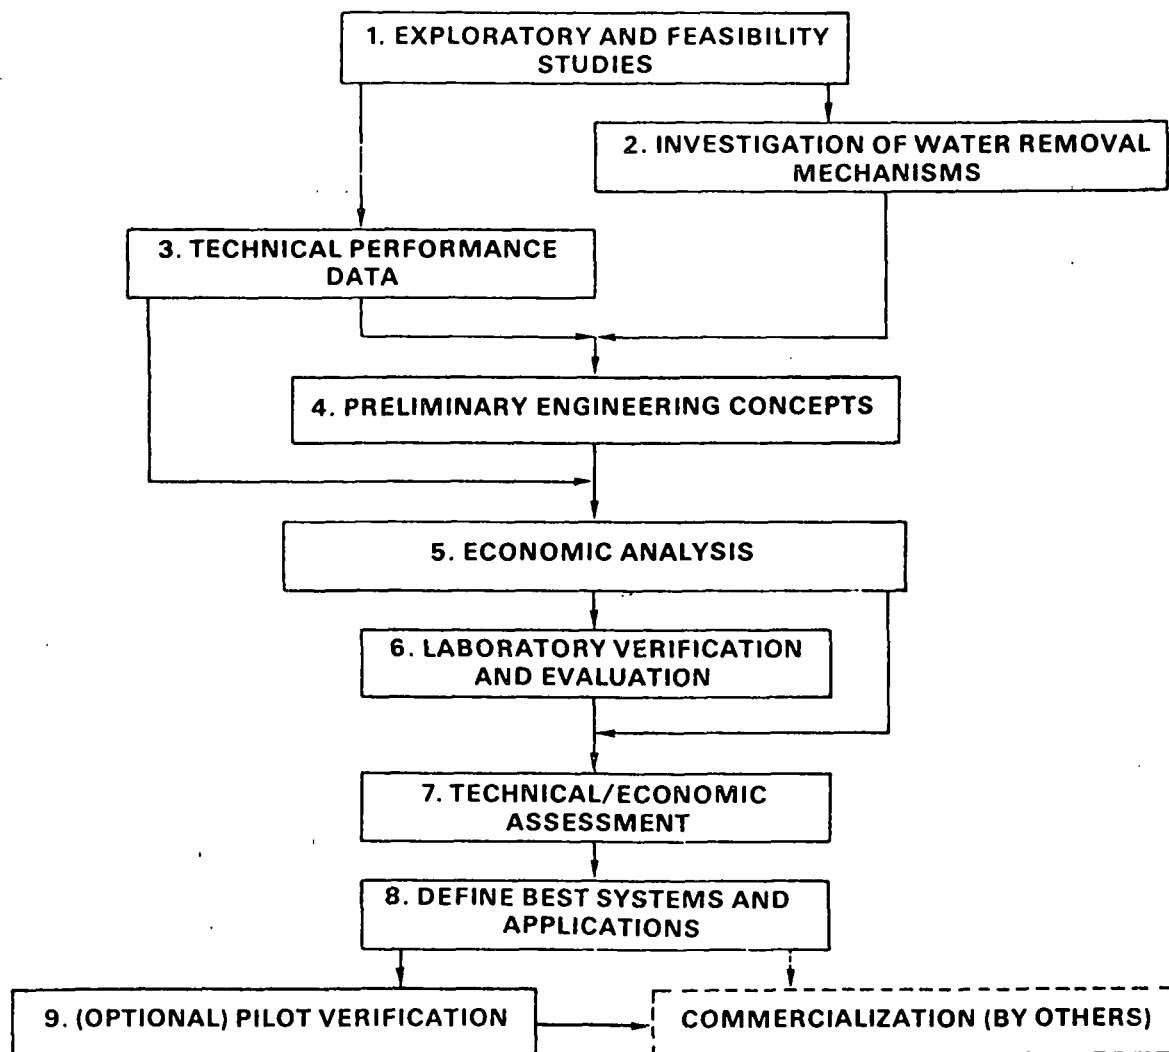 1. EXPLORATORY AND FEASIBILITY
STUDIES
2. INVESTIGATION OF WATER REMOVAL
MECHANISMS
3. TECHNICAL PERFORMANCE
DATA
4. PRELIMINARY ENGINEERING CONCEPTS
5. ECONOMIC ANALYSIS
6. LABORATORY VERIFICATION
AND EVALUATION
7. TECHNICAL/ECONOMIC
ASSESSMENT
8. DEFINE BEST SYSTEMS AND
APPLICATIONS
9. (OPTIONAL) PILOT VERIFICATION
COMMERCIALIZATION (BY OTHERS)